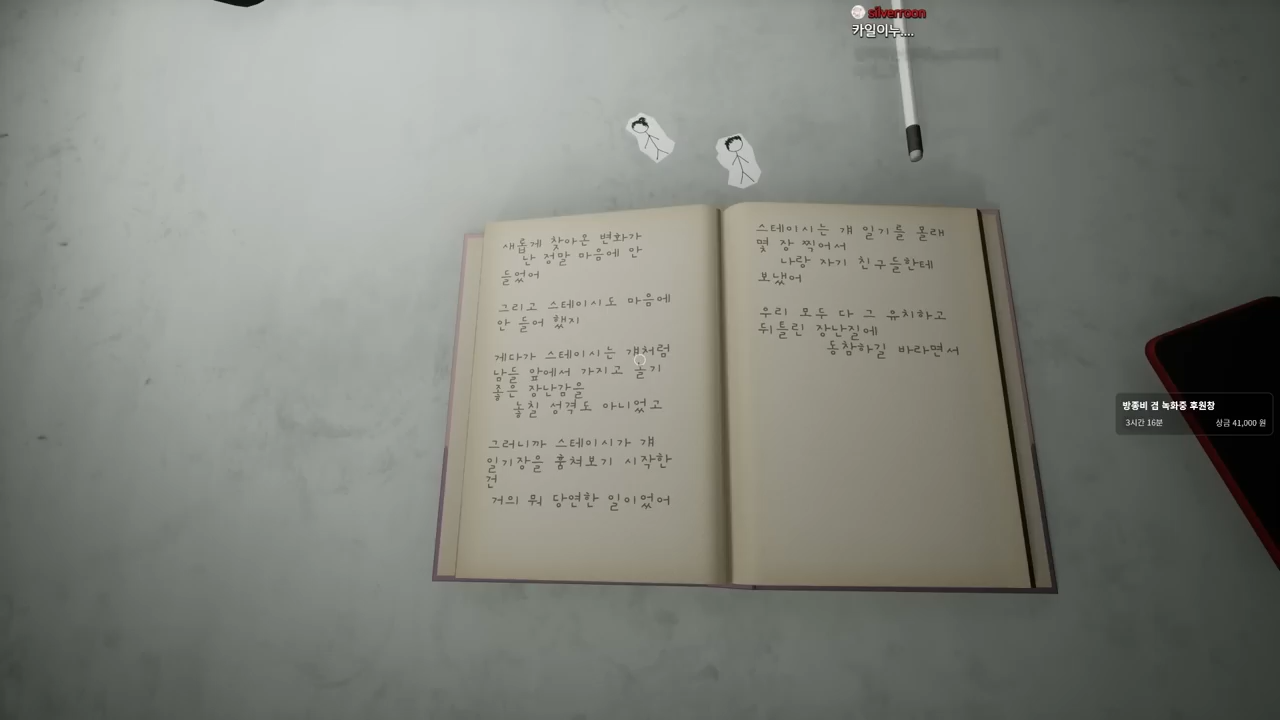 silverroon
카일이누....
새롭게 찾아온 변화가
난 정말 마음에 안
들었어
그리고 스테이시도 마음에
안 들어 했지
게다가 스테이시는 걔처럼
남들 앞에서 가지고 놀기
좋은 장난감을
놓칠 성격도 아니었고
그러니까 스테이시가 걔
일기장을 훔쳐보기 시작한
건
거의 뭐 당연한 일이었어
스테이시는 걔 일기를 몰래
몇 장 찍어서
나랑 자기 친구들한테
보냈어
우리 모두 다 그 유치하고
뒤틀린 장난질에
동참하길 바라면서
방종비 겸 녹화중 후원창
3시간 16분
상금 41,000 원